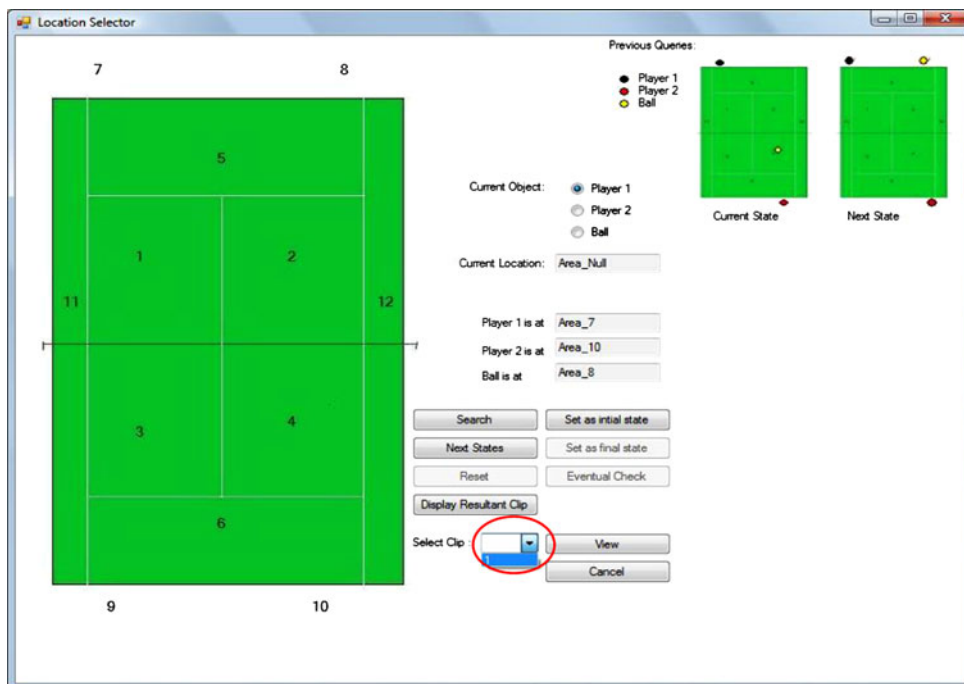 Location Selector
Previous Queries:
7 8
Player 1
Player 2
Ball
5
Current Object: Player 1
Player 2
Ball
Current State Next State
1 2
Current Location: Area_Null
11 12
Player 1 is at Area_7
Player 2 is at Area_10
Ball is at Area_8
3 4
Search Set as intial state
Next States Set as final state
Reset Eventual Check
Display Resultant Clip
6
Select Clip : View
1
Cancel
9 10